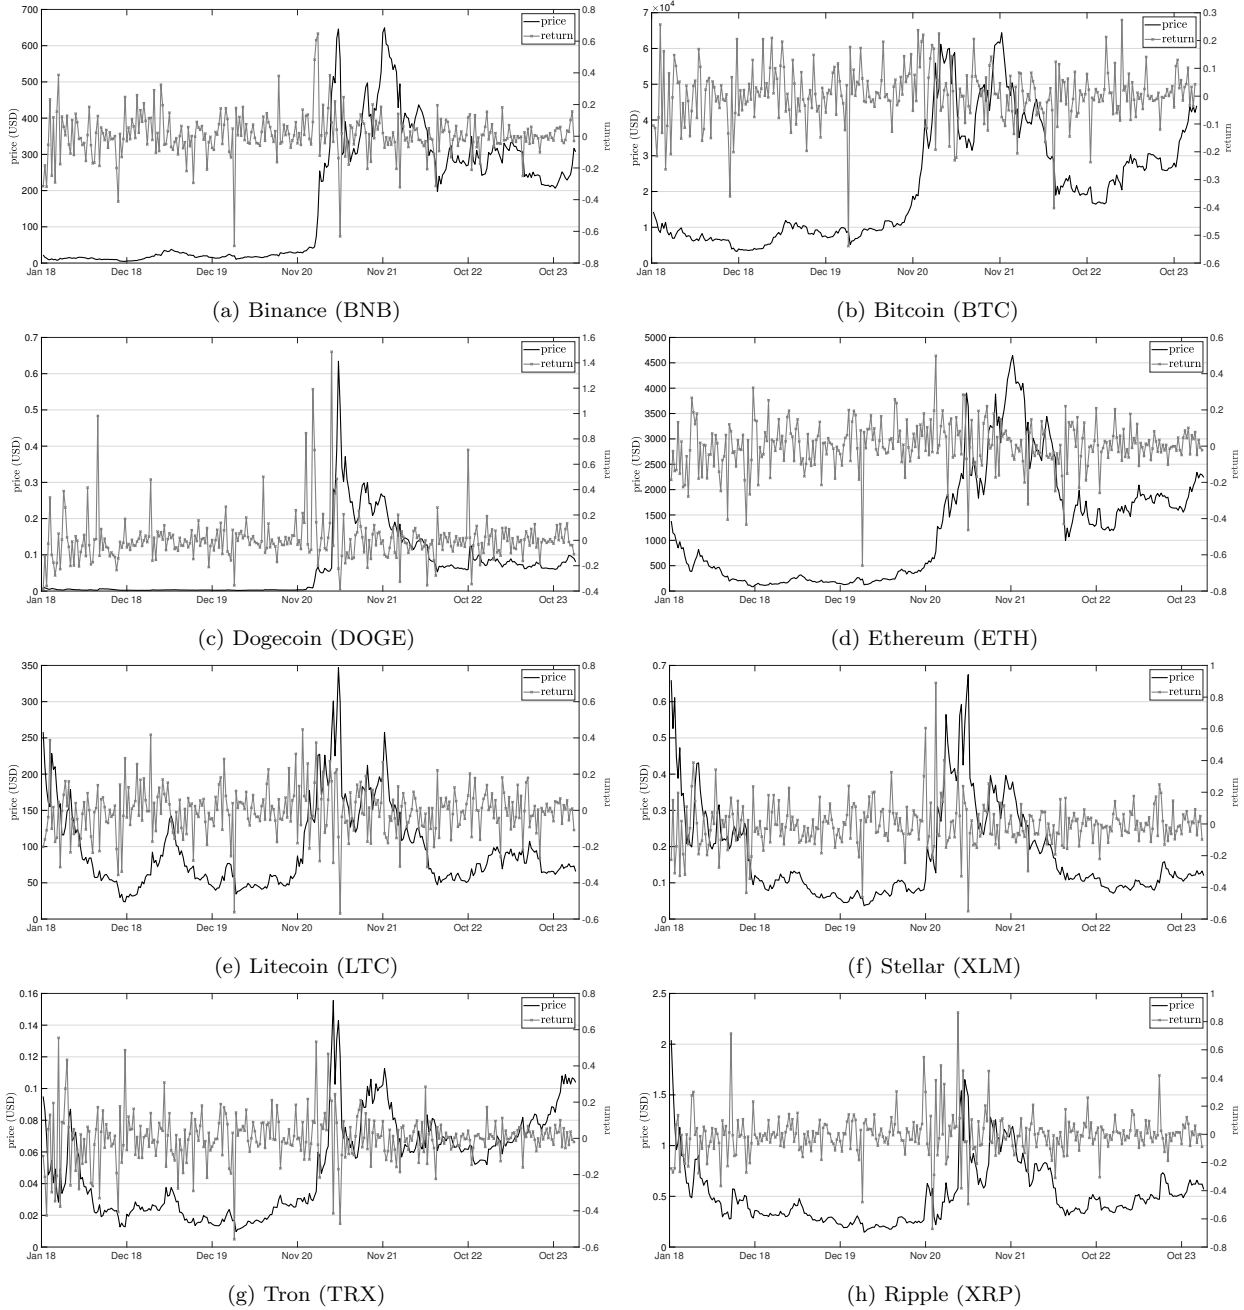 700
600
500
400
300
200
100
0
price (USD)
0.8
0.6
0.4
0.2
0
-0.2
-0.4
-0.6
-0.8
return
price
return
Jan 18 Dec 18 Dec 19 Nov 20 Nov 21 Oct 22 Oct 23
(a) Binance (BNB)
×10⁴
7
6
5
4
3
2
1
0
price (USD)
0.3
0.2
0.1
0
-0.1
-0.2
-0.3
-0.4
-0.5
-0.6
return
price
return
Jan 18 Dec 18 Dec 19 Nov 20 Nov 21 Oct 22 Oct 23
(b) Bitcoin (BTC)
0.7
0.6
0.5
0.4
0.3
0.2
0.1
0
price (USD)
1.6
1.4
1.2
1
0.8
0.6
0.4
0.2
0
-0.2
-0.4
return
price
return
Jan 18 Dec 18 Dec 19 Nov 20 Nov 21 Oct 22 Oct 23
(c) Dogecoin (DOGE)
5000
4500
4000
3500
3000
2500
2000
1500
1000
500
0
price (USD)
0.6
0.4
0.2
0
-0.2
-0.4
-0.6
-0.8
return
price
return
Jan 18 Dec 18 Dec 19 Nov 20 Nov 21 Oct 22 Oct 23
(d) Ethereum (ETH)
350
300
250
200
150
100
50
0
price (USD)
0.8
0.6
0.4
0.2
0
-0.2
-0.4
-0.6
return
price
return
Jan 18 Dec 18 Dec 19 Nov 20 Nov 21 Oct 22 Oct 23
(e) Litecoin (LTC)
0.7
0.6
0.5
0.4
0.3
0.2
0.1
0
price (USD)
1
0.8
0.6
0.4
0.2
0
-0.2
-0.4
-0.6
return
price
return
Jan 18 Dec 18 Dec 19 Nov 20 Nov 21 Oct 22 Oct 23
(f) Stellar (XLM)
0.16
0.14
0.12
0.1
0.08
0.06
0.04
0.02
0
price (USD)
0.8
0.6
0.4
0.2
0
-0.2
-0.4
-0.6
return
price
return
Jan 18 Dec 18 Dec 19 Nov 20 Nov 21 Oct 22 Oct 23
(g) Tron (TRX)
2.5
2
1.5
1
0.5
0
price (USD)
1
0.8
0.6
0.4
0.2
0
-0.2
-0.4
-0.6
-0.8
return
price
return
Jan 18 Dec 18 Dec 19 Nov 20 Nov 21 Oct 22 Oct 23
(h) Ripple (XRP)